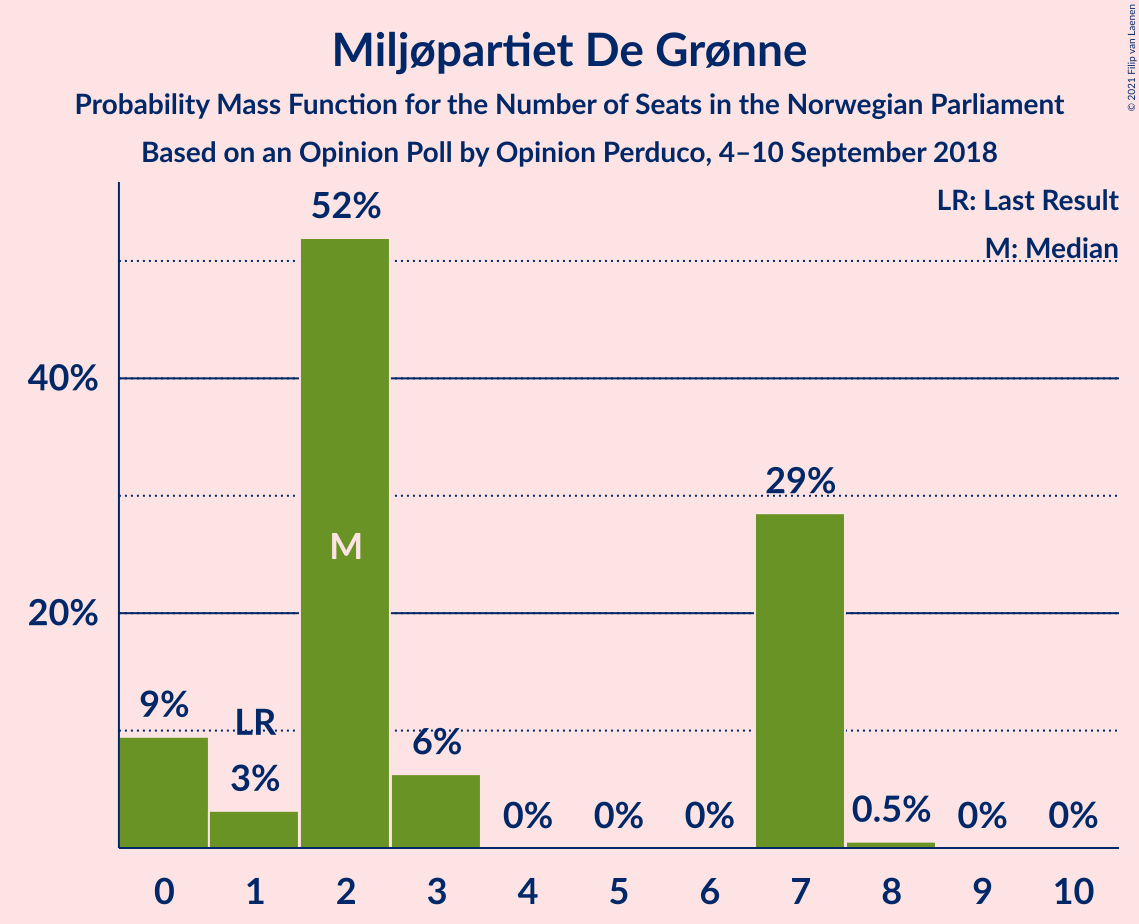 Miljøpartiet De Grønne
Probability Mass Function for the Number of Seats in the Norwegian Parliament
Based on an Opinion Poll by Opinion Perduco, 4–10 September 2018
© 2021 Filip van Laenen
LR: Last Result
M: Median
52%
40%
29%
M
20%
9%
LR
6%
3%
0%
0%
0%
0.5%
0%
0%
0 1 2 3 4 5 6 7 8 9 10